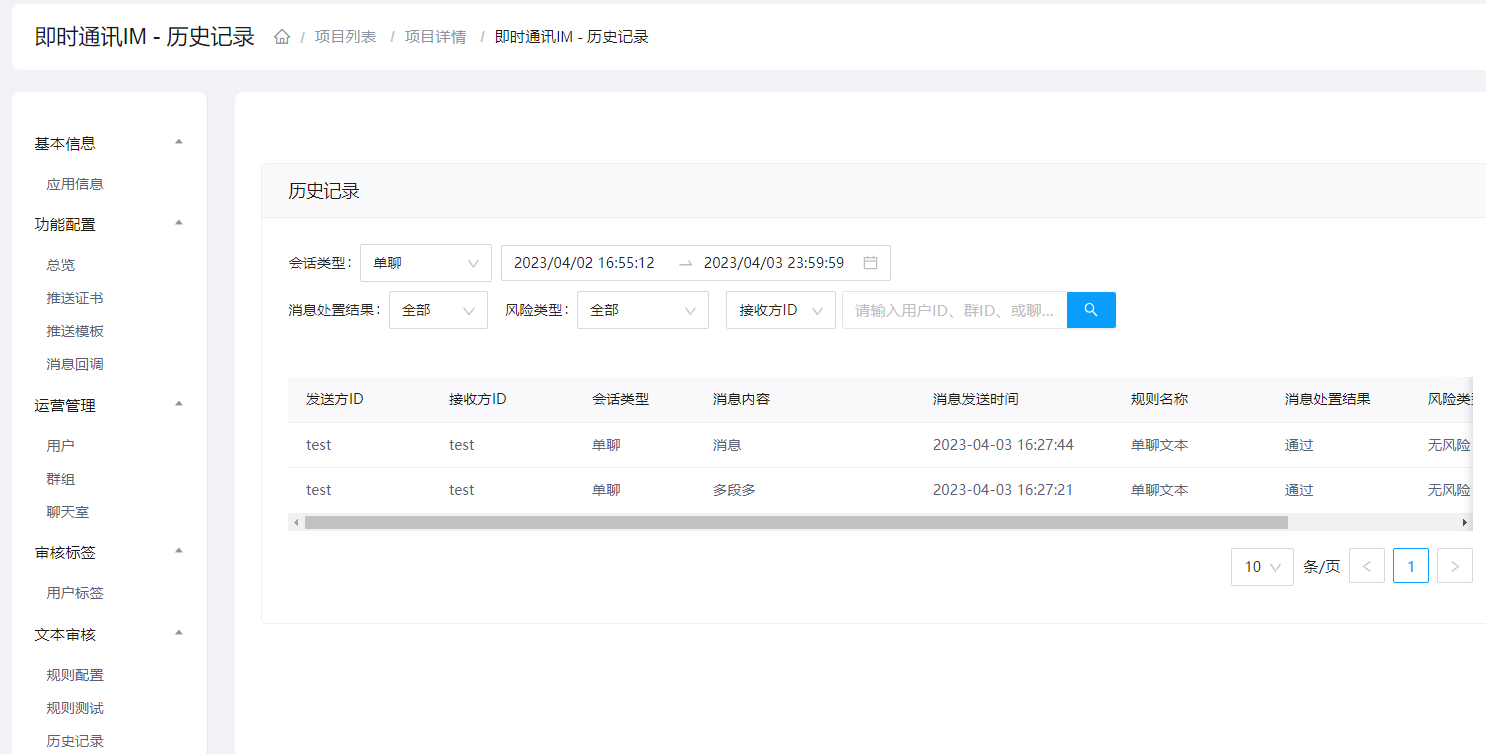 即时通讯IM - 历史记录 / 项目列表 / 项目详情 / 即时通讯IM - 历史记录
基本信息
应用信息
功能配置
总览
推送证书
推送模板
消息回调
运营管理
用户
群组
聊天室
审核标签
用户标签
文本审核
规则配置
规则测试
历史记录
历史记录
会话类型: 单聊 2023/04/02 16:55:12 → 2023/04/03 23:59:59
消息处置结果: 全部 风险类型: 全部 接收方ID 请输入用户ID、群ID、或聊...
发送方ID 接收方ID 会话类型 消息内容 消息发送时间 规则名称 消息处置结果 风险类
test test 单聊 消息 2023-04-03 16:27:44 单聊文本 通过 无风险
test test 单聊 多段多 2023-04-03 16:27:21 单聊文本 通过 无风险
10 条/页 < 1 >